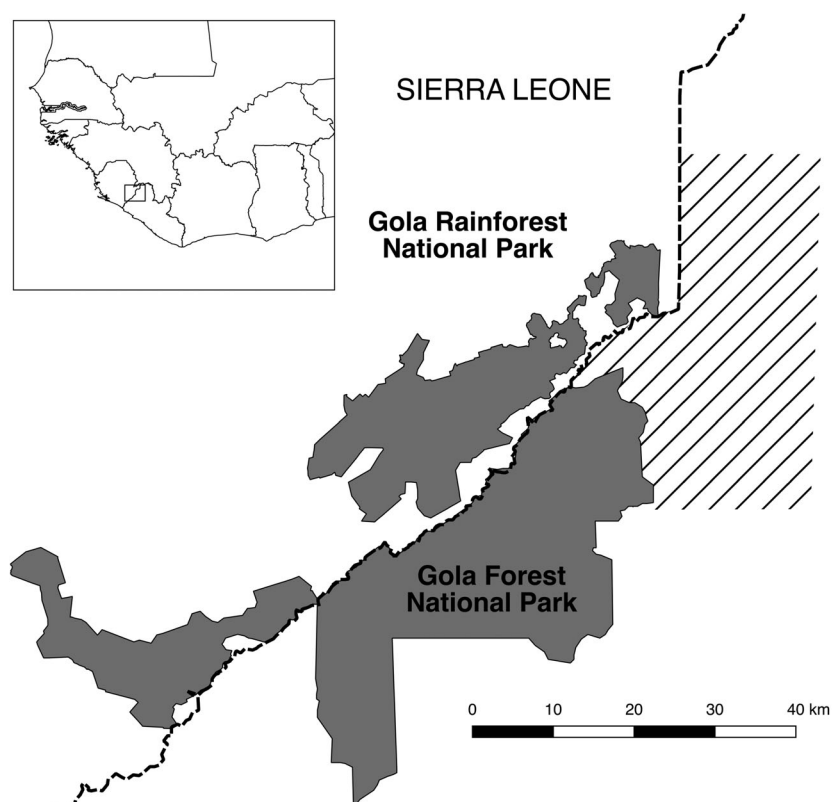 SIERRA LEONE
Gola Rainforest
National Park
Gola Forest
National Park
0 10 20 30 40 km